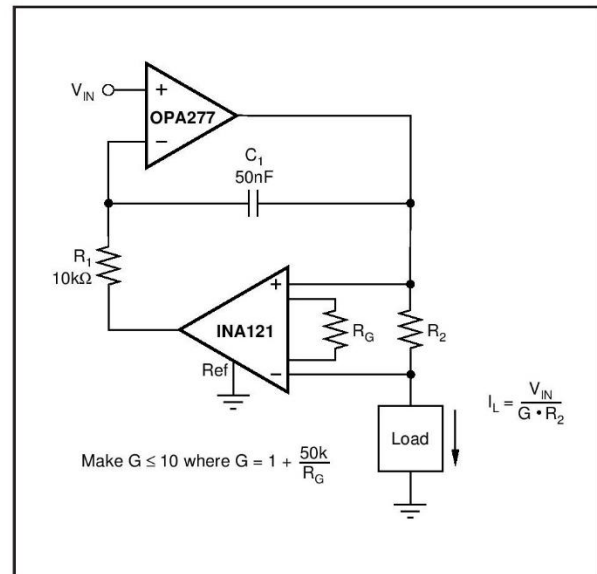 V_IN
+
OPA277
−
C_1
50nF
R_1
10kΩ
+
INA121
R_G
R_2
Ref
−
I_L = V_IN / G • R_2
Load
Make G ≤ 10 where G = 1 + 50k / R_G